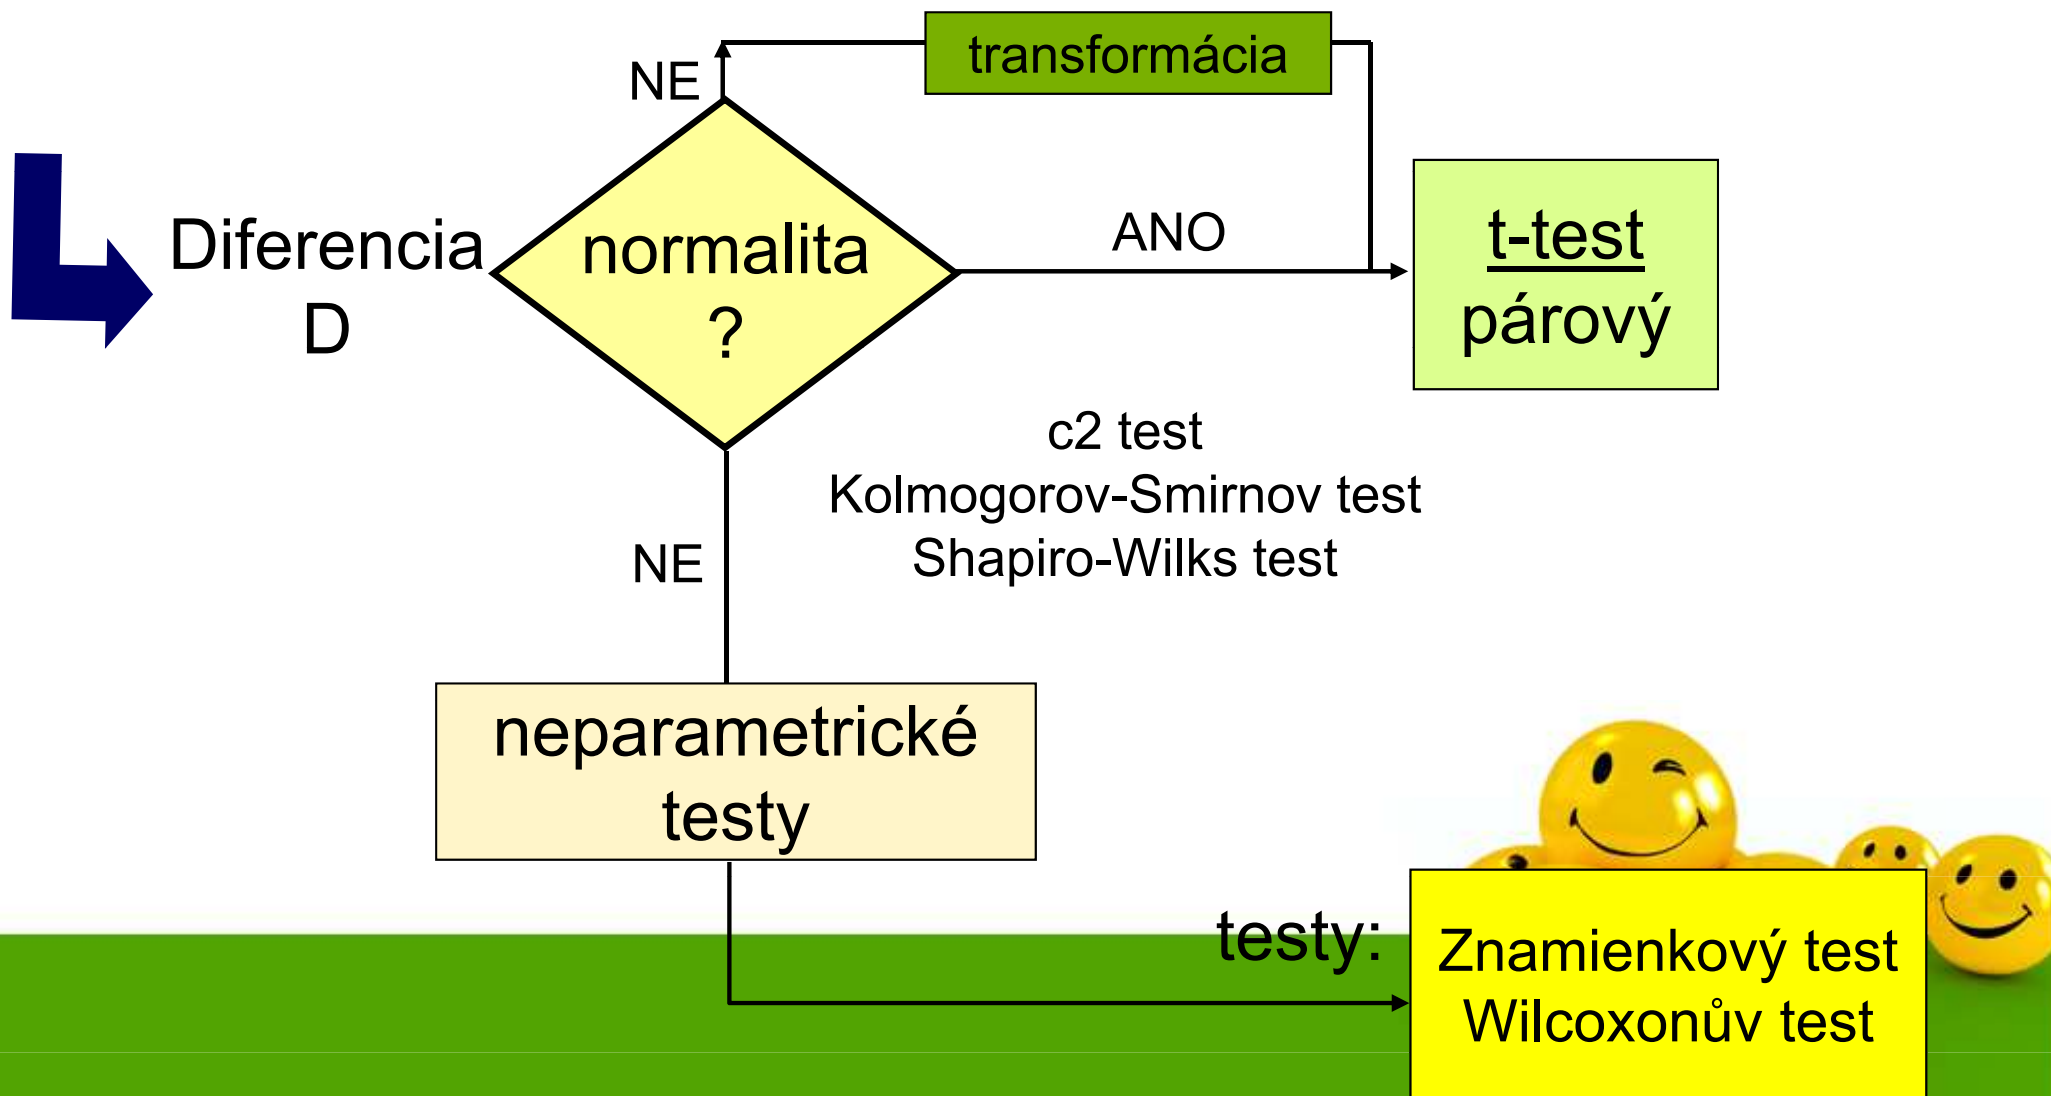 transformácia
NE
Diferencia
D
normalita
?
ANO
t-test
párový
c2 test
Kolmogorov-Smirnov test
Shapiro-Wilks test
NE
neparametrické
testy
testy:
Znamienkový test
Wilcoxonův test